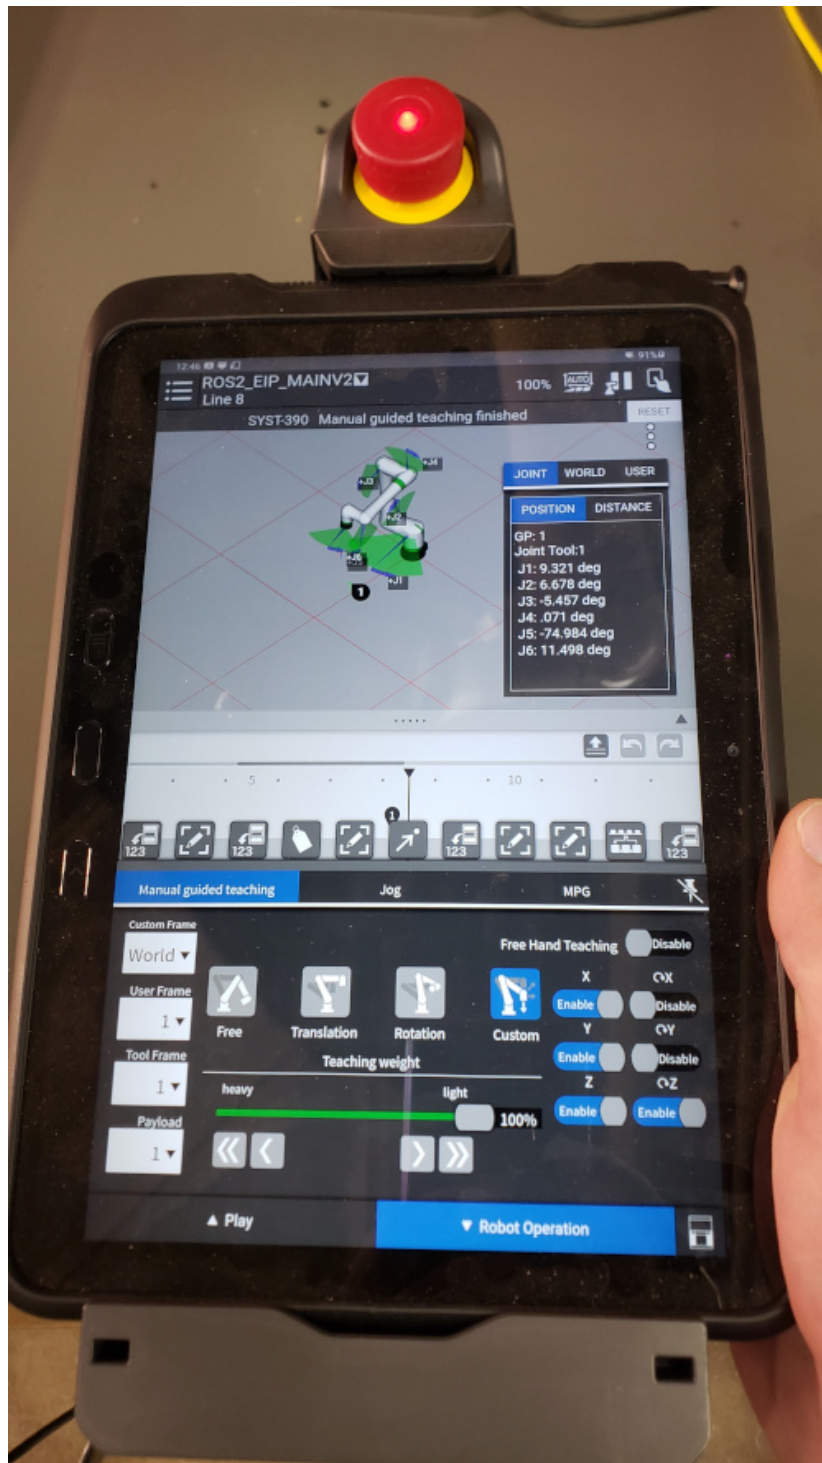 12:46 91%
ROS2_EIP_MAINV2
Line 8
100% AUTO
SYST-390 Manual guided teaching finished
RESET
+J4
+J3
+J2
+J6
+J1
1
JOINT WORLD USER
POSITION DISTANCE
GP: 1
Joint Tool:1
J1: 9.321 deg
J2: 6.678 deg
J3: -5.457 deg
J4: .071 deg
J5: -74.984 deg
J6: 11.498 deg
5 10
1
123 123 123 123
Manual guided teaching Jog MPG
Custom Frame
World
User Frame
1
Tool Frame
1
Payload
1
Free Translation Rotation Custom
Teaching weight
heavy light
100%
Free Hand Teaching Disable
X X
Enable Disable
Y Y
Enable Disable
Z Z
Enable Enable
Play Robot Operation